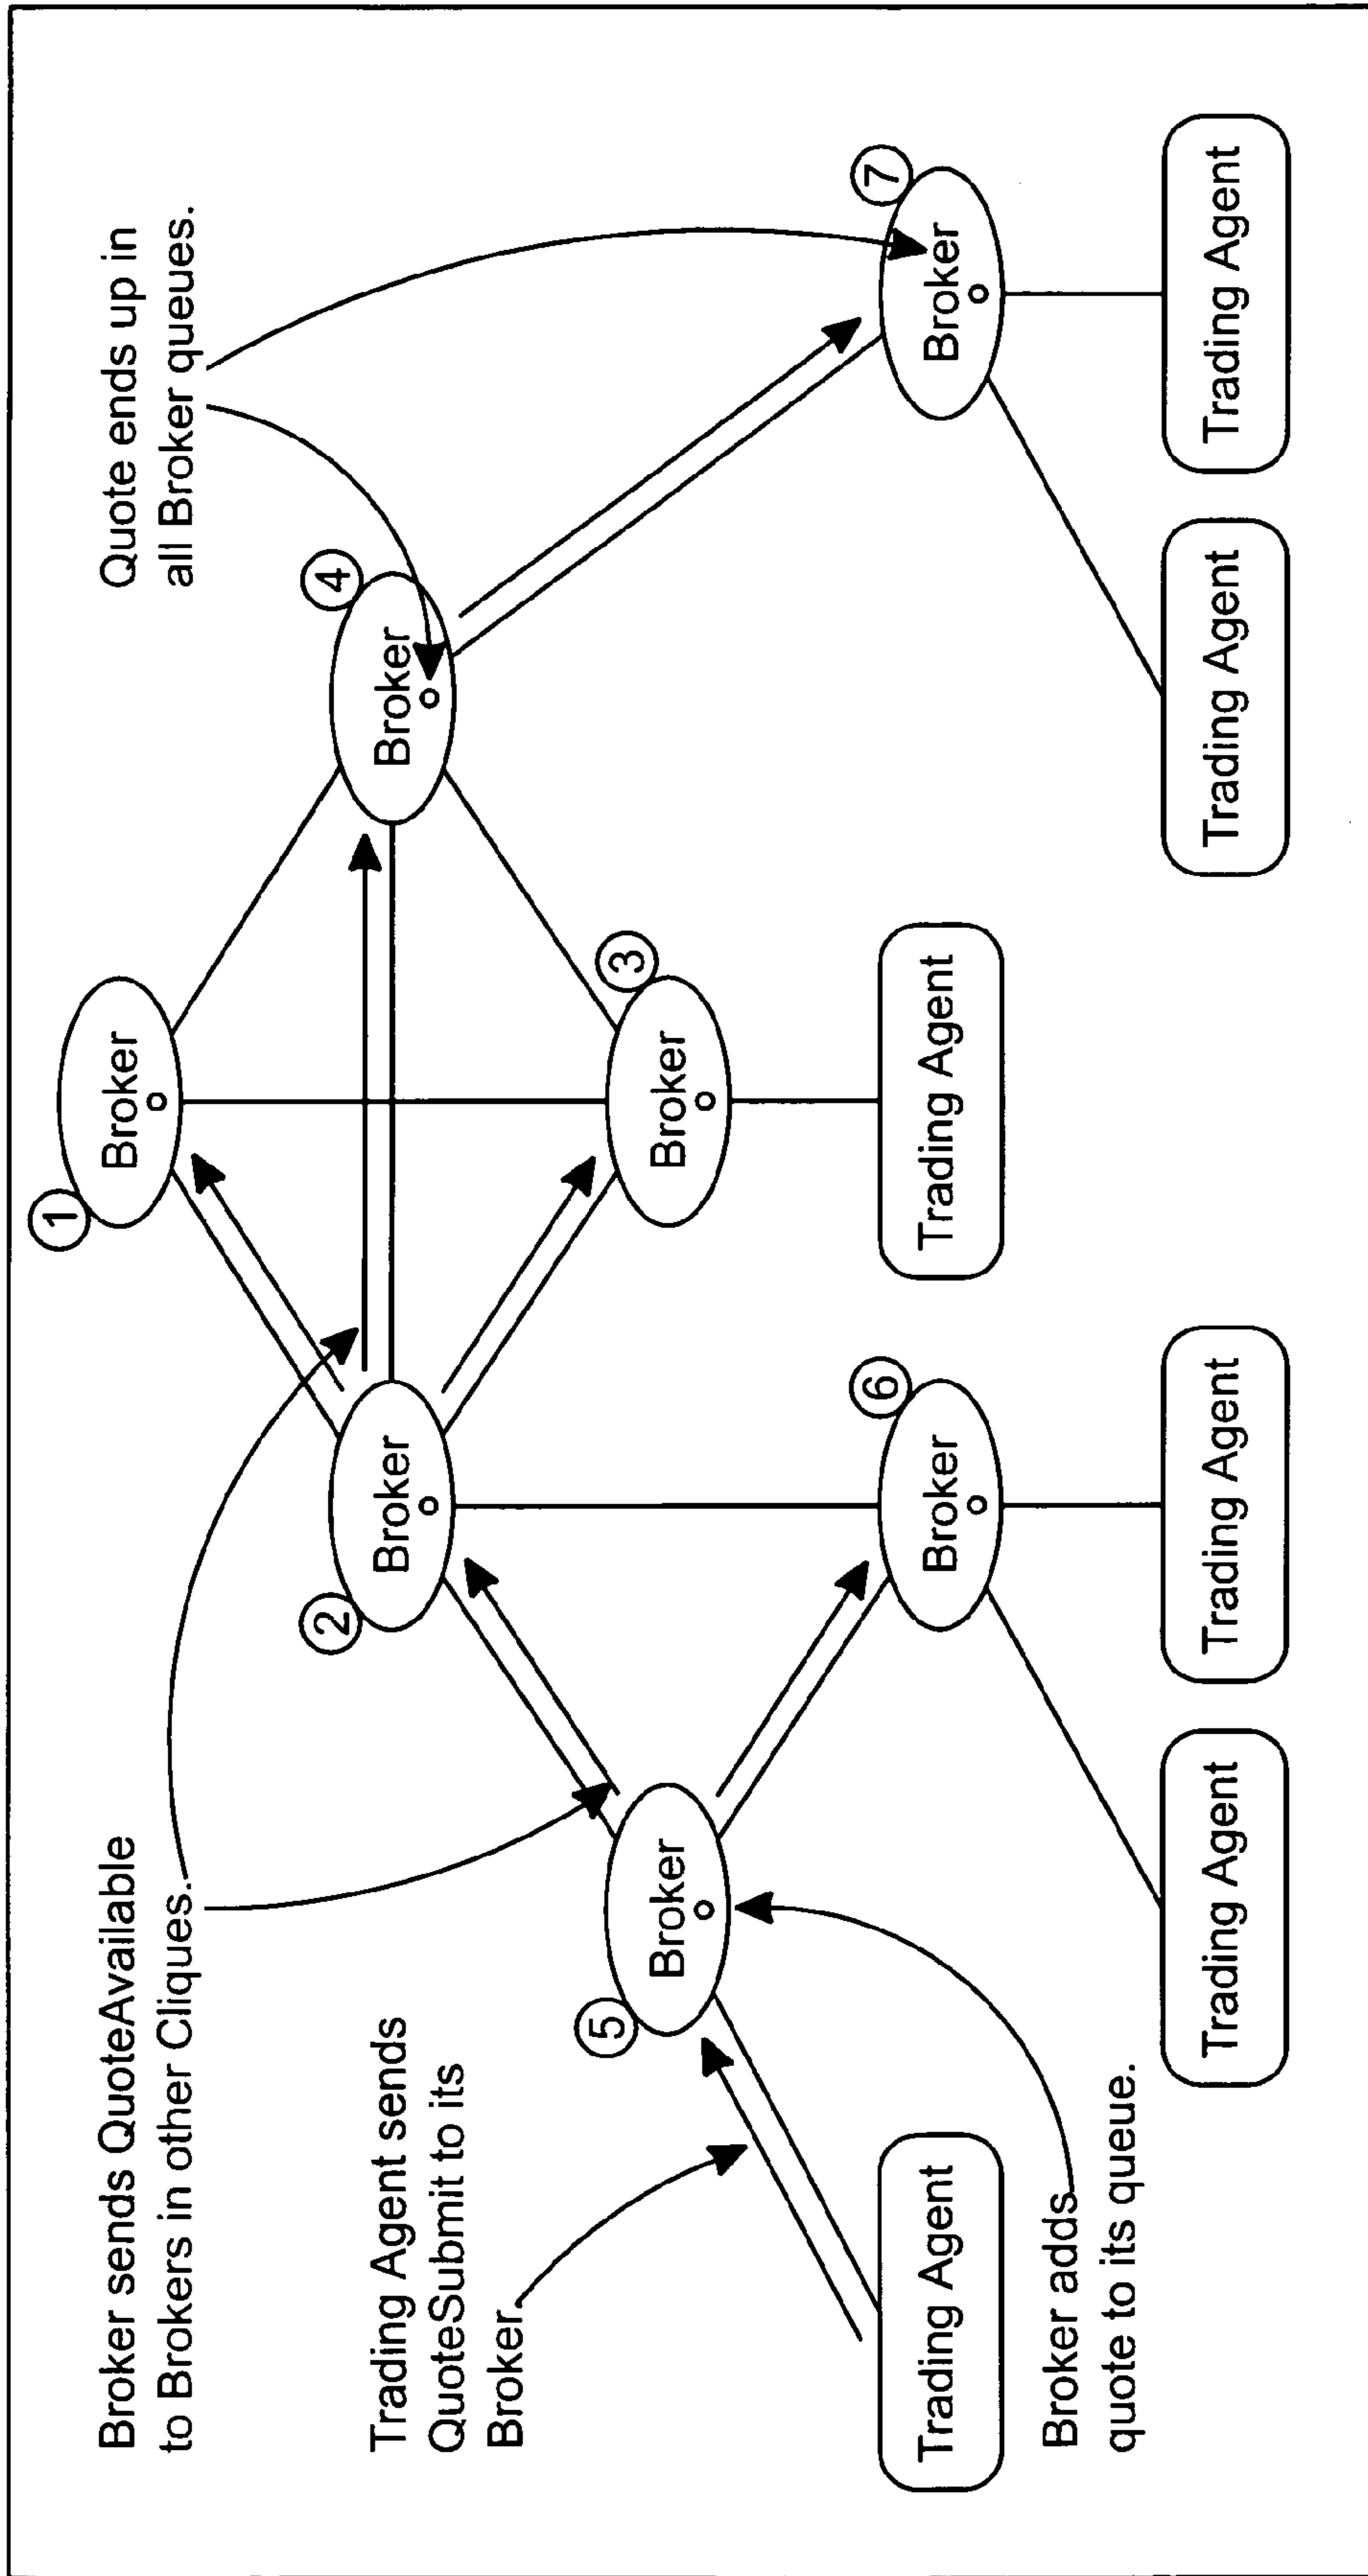 Broker sends QuoteAvailable
to Brokers in other Cliques.
Quote ends up in
all Broker queues.
1
Broker
Trading Agent sends
QuoteSubmit to its
Broker.
2
Broker
4
Broker
5
Broker
3
Broker
Trading Agent
6
Broker
Trading Agent
7
Broker
Broker adds
quote to its queue.
Trading Agent
Trading Agent
Trading Agent
Trading Agent